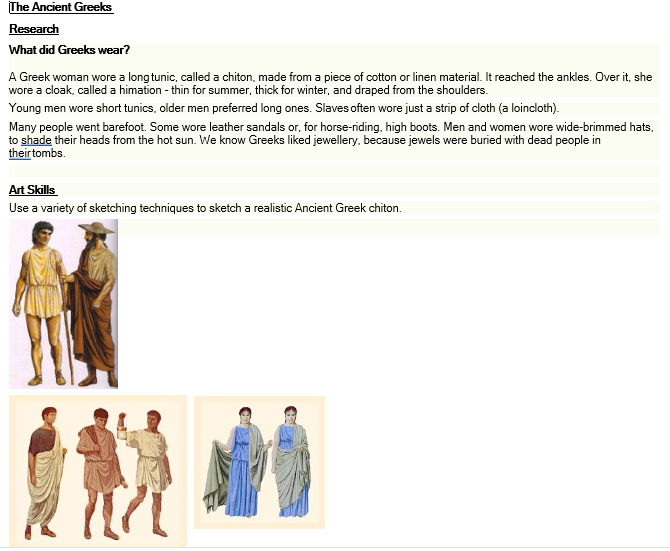 The Ancient Greeks
Research
What did Greeks wear?
A Greek woman wore a long tunic, called a chiton, made from a piece of cotton or linen material. It reached the ankles. Over it, she
wore a cloak, called a himation - thin for summer, thick for winter, and draped from the shoulders.
Young men wore short tunics, older men preferred long ones. Slaves often wore just a strip of cloth (a loincloth).
Many people went barefoot. Some wore leather sandals or, for horse-riding, high boots. Men and women wore wide-brimmed hats,
to shade their heads from the hot sun. We know Greeks liked jewellery, because jewels were buried with dead people in
their tombs.
Art Skills
Use a variety of sketching techniques to sketch a realistic Ancient Greek chiton.